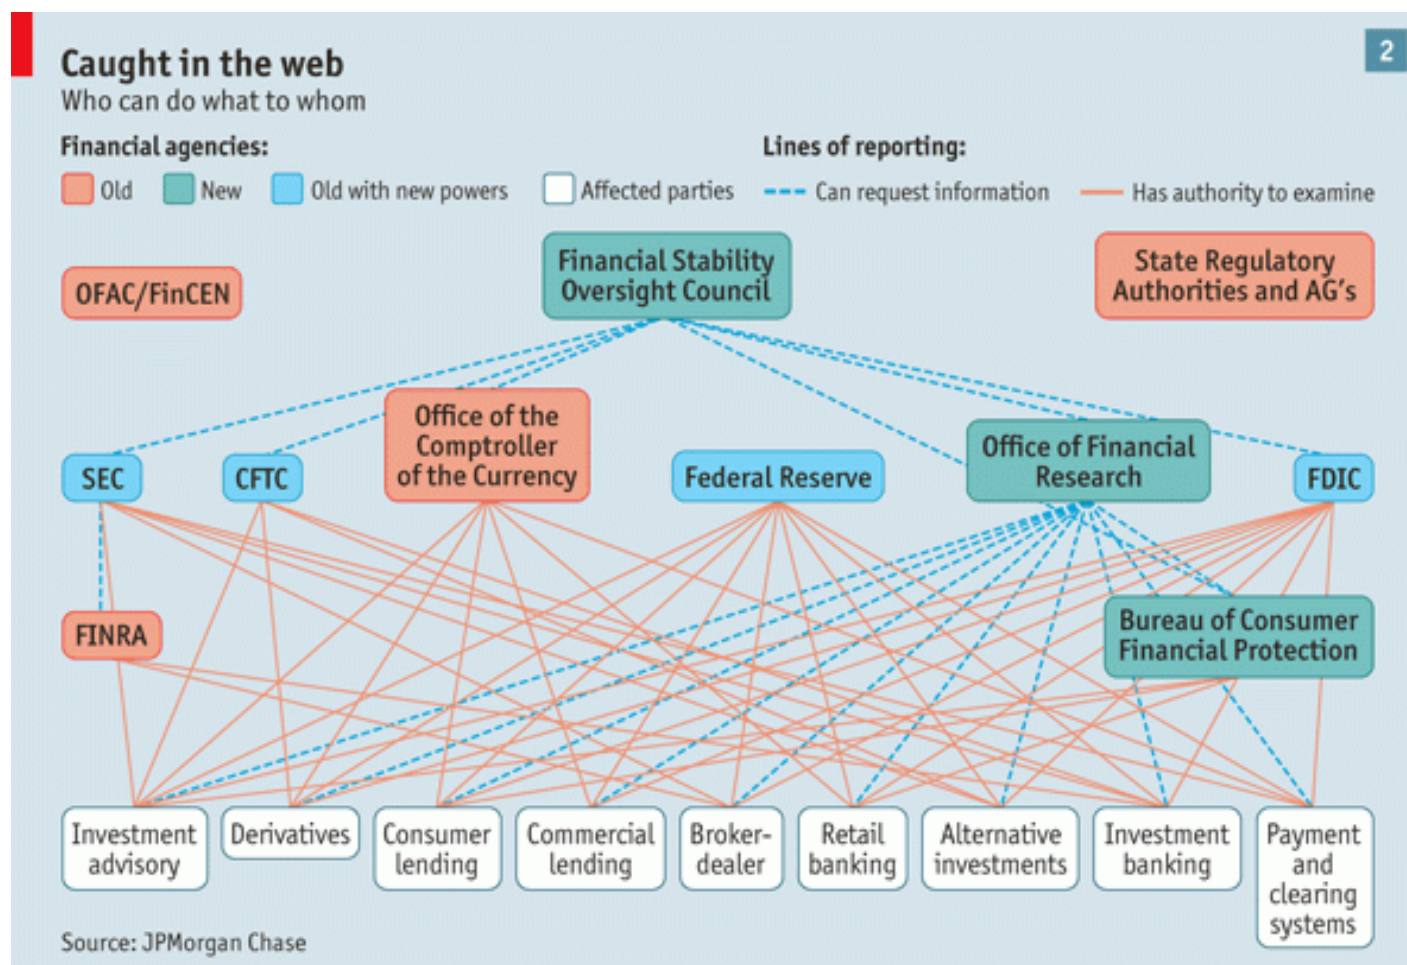 Caught in the web
2
Who can do what to whom
Financial agencies:
Lines of reporting:
Old
New
Old with new powers
Affected parties
Can request information
Has authority to examine
OFAC/FinCEN
Financial Stability
Oversight Council
State Regulatory
Authorities and AG's
SEC
CFTC
Office of the
Comptroller
of the Currency
Federal Reserve
Office of Financial
Research
FDIC
FINRA
Bureau of Consumer
Financial Protection
Investment
advisory
Derivatives
Consumer
lending
Commercial
lending
Broker-
dealer
Retail
banking
Alternative
investments
Investment
banking
Payment
and
clearing
systems
Source: JPMorgan Chase